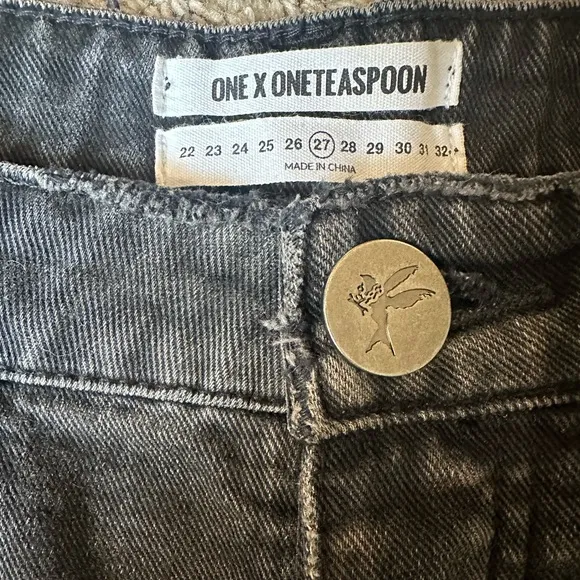 ONE X ONETEASPOON
22 23 24 25 26 27 28 29 30 31 32
MADE IN CHINA